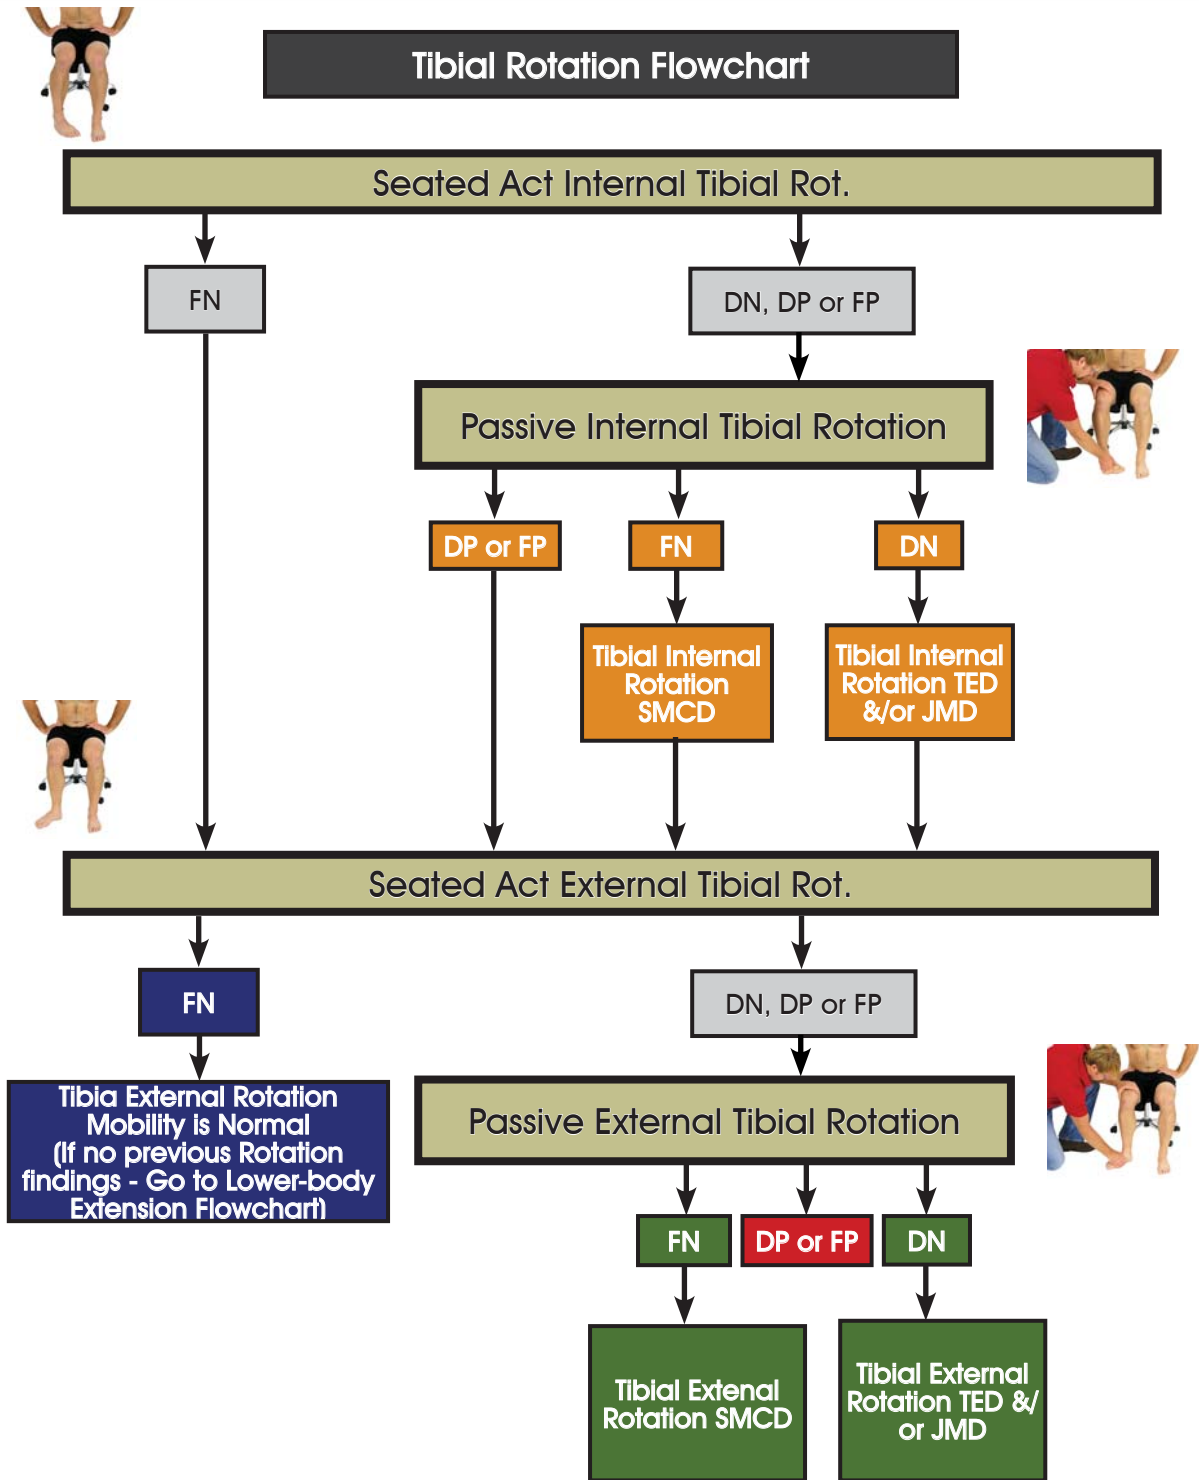 Tibial Rotation Flowchart
Seated Act Internal Tibial Rot.
FN
DN, DP or FP
Passive Internal Tibial Rotation
DP or FP
FN
DN
Tibial Internal
Rotation
SMCD
Tibial Internal
Rotation TED
&/or JMD
Seated Act External Tibial Rot.
FN
DN, DP or FP
Tibia External Rotation
Mobility is Normal
(If no previous Rotation
findings - Go to Lower-body
Extension Flowchart)
Passive External Tibial Rotation
FN
DP or FP
DN
Tibial Extenal
Rotation SMCD
Tibial External
Rotation TED &/
or JMD